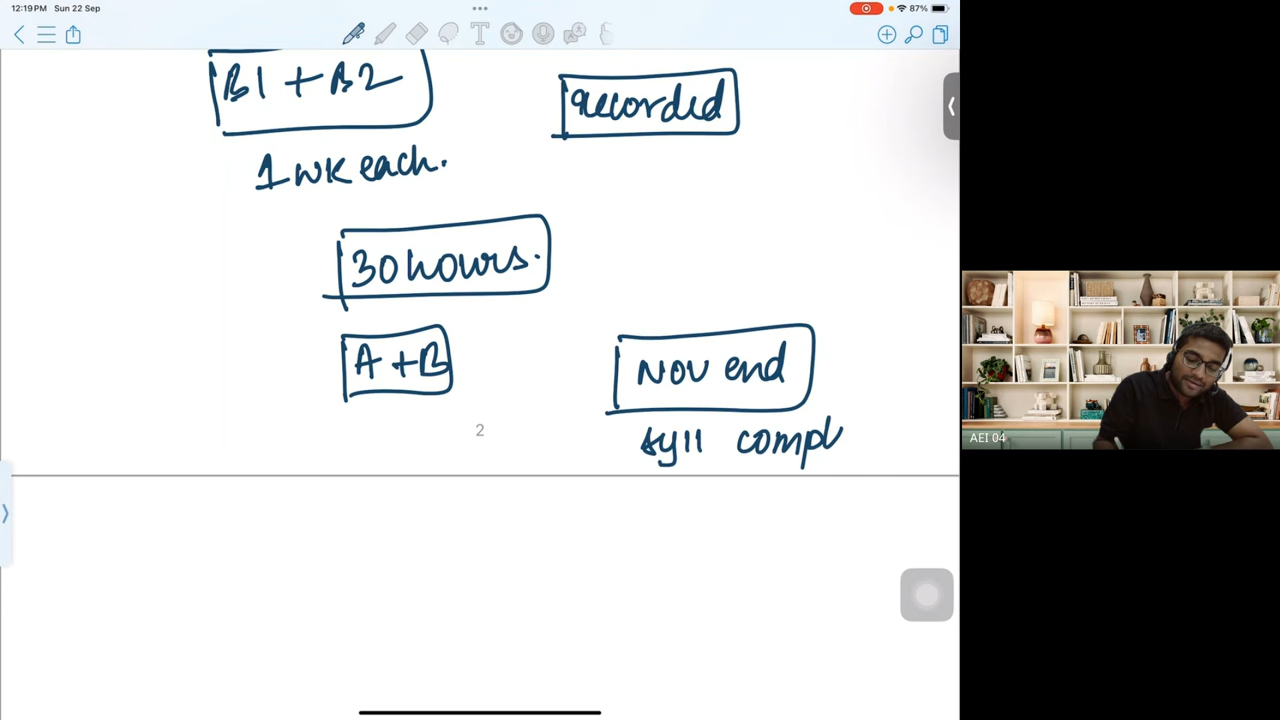 12:19 PM Sun 22 Sep
87%
B1 + B2
recorded
1 wk each.
30 hours.
A + B
Nov end
2
syll compl
AEI 04